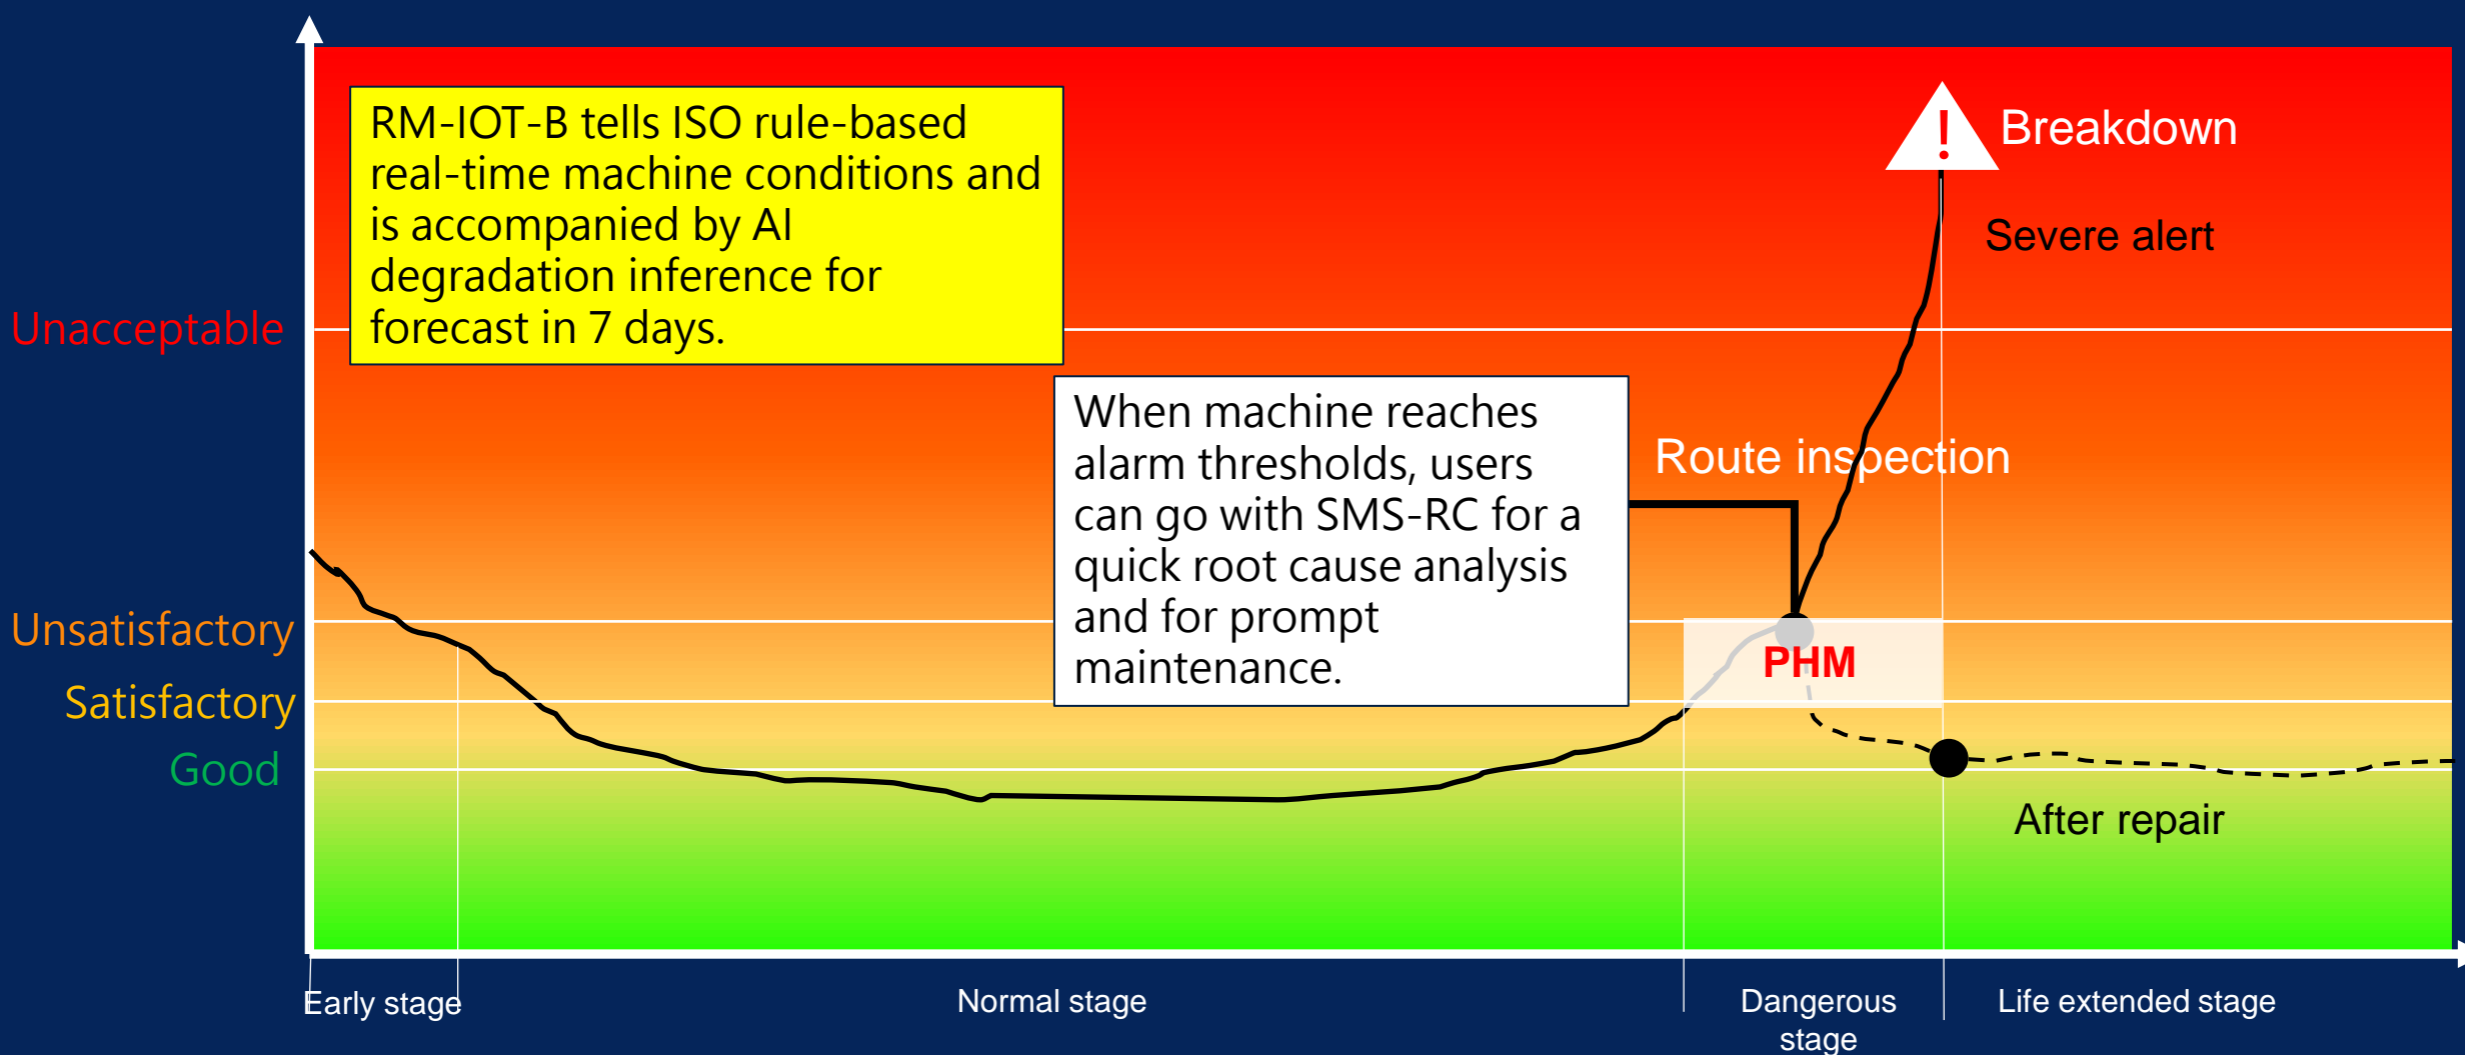 RM-IOT-B tells ISO rule-based
real-time machine conditions and
is accompanied by AI
degradation inference for
forecast in 7 days.
!
Breakdown
Severe alert
Unacceptable
When machine reaches
alarm thresholds, users
can go with SMS-RC for a
quick root cause analysis
and for prompt
maintenance.
Route inspection
Unsatisfactory
PHM
Satisfactory
Good
After repair
Early stage
Normal stage
Dangerous
stage
Life extended stage